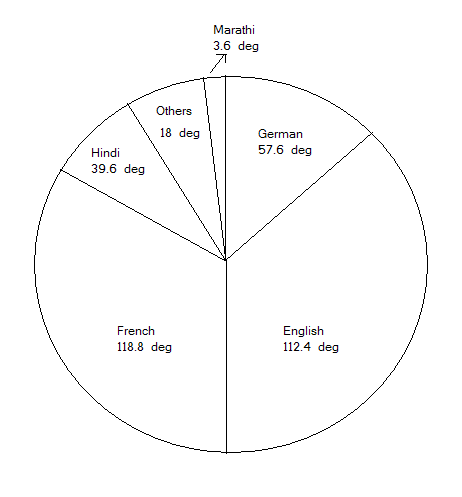 Marathi
3.6 deg
Others
18 deg
German
57.6 deg
Hindi
39.6 deg
French
118.8 deg
English
112.4 deg